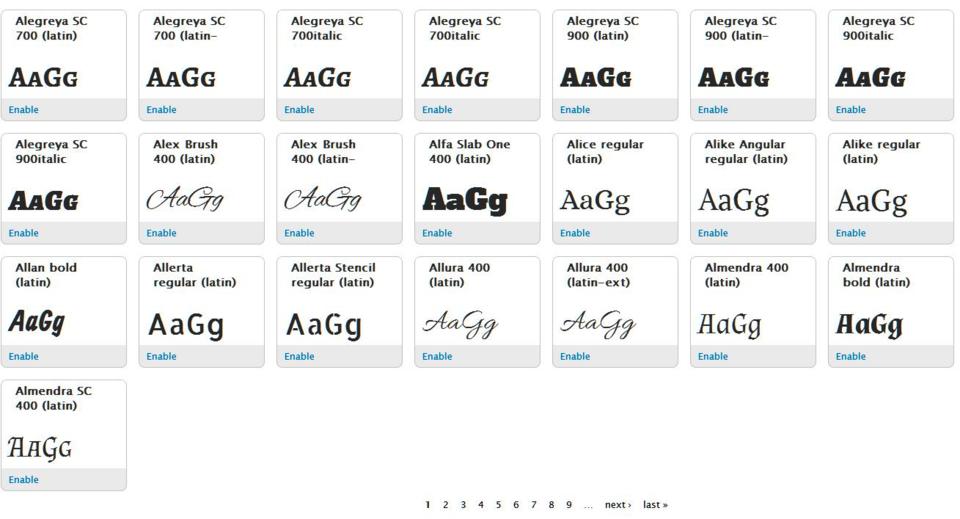 Alegreya SC
700 (latin)
AaGg
Enable
Alegreya SC
700 (latin-
AaGg
Enable
Alegreya SC
700italic
AaGg
Enable
Alegreya SC
700italic
AaGg
Enable
Alegreya SC
900 (latin)
AaGg
Enable
Alegreya SC
900 (latin-
AaGg
Enable
Alegreya SC
900italic
AaGg
Enable
Alegreya SC
900italic
AaGg
Enable
Alex Brush
400 (latin)
AaGg
Enable
Alex Brush
400 (latin-
AaGg
Enable
Alfa Slab One
400 (latin)
AaGg
Enable
Alice regular
(latin)
AaGg
Enable
Alike Angular
regular (latin)
AaGg
Enable
Alike regular
(latin)
AaGg
Enable
Allan bold
(latin)
AaGg
Enable
Allerta
regular (latin)
AaGg
Enable
Allerta Stencil
regular (latin)
AaGg
Enable
Allura 400
(latin)
AaGg
Enable
Allura 400
(latin-ext)
AaGg
Enable
Almendra 400
(latin)
AaGg
Enable
Almendra
bold (latin)
AaGg
Enable
Almendra SC
400 (latin)
AaGg
Enable
1 2 3 4 5 6 7 8 9 … next › last »